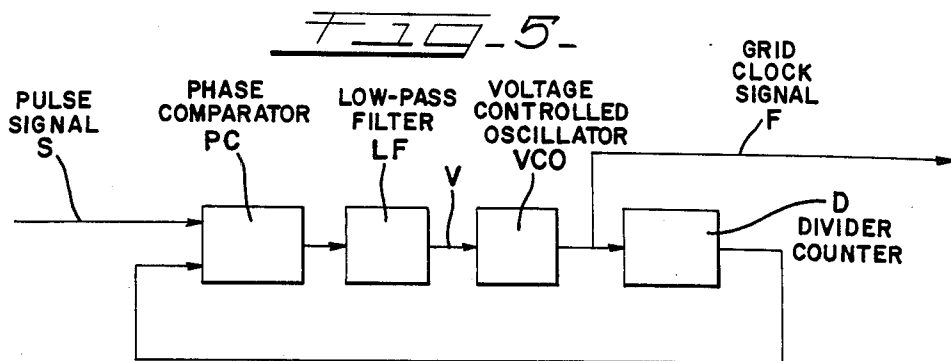 Fig-5-
PULSE
SIGNAL
S
PHASE
COMPARATOR
PC
LOW-PASS
FILTER
LF
V
VOLTAGE
CONTROLLED
OSCILLATOR
VCO
GRID
CLOCK
SIGNAL
F
D
DIVIDER
COUNTER